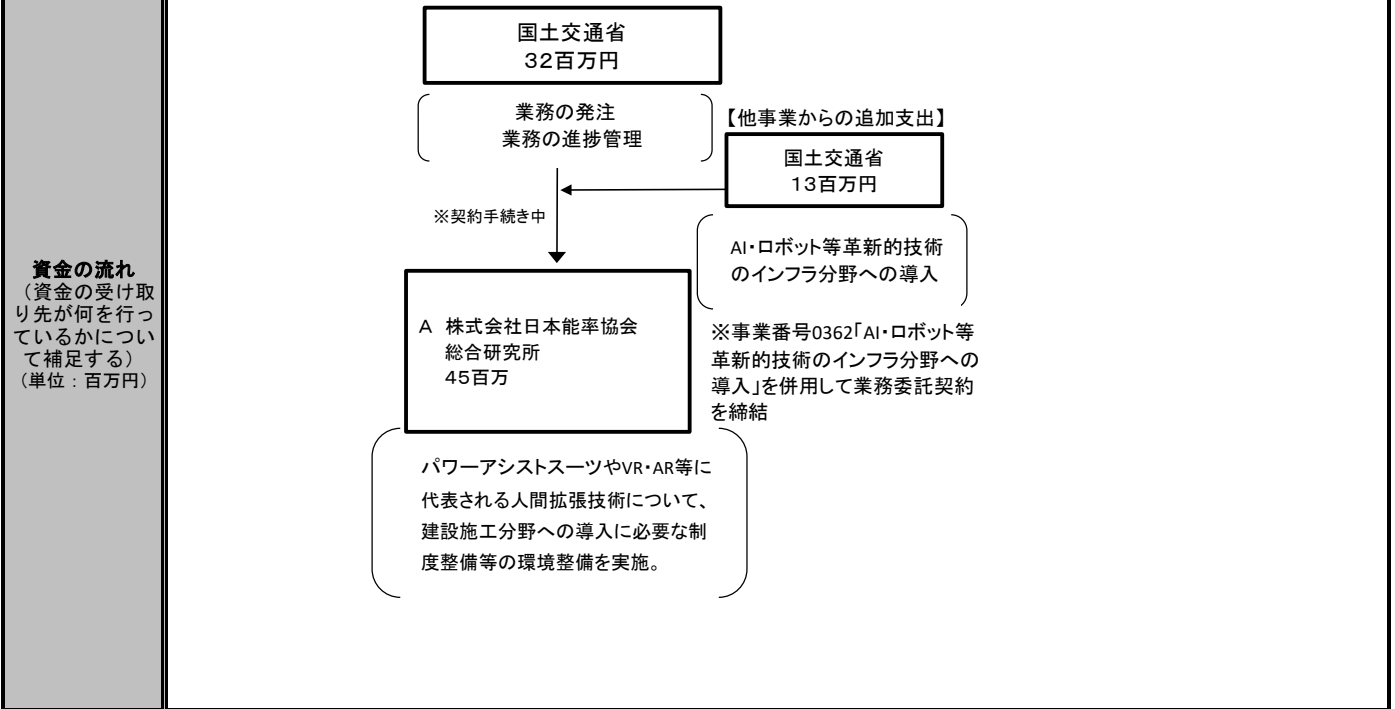 資金の流れ
(資金の受け取
り先が何を行っ
ているかについ
て補足する)
(単位:百万円)
国土交通省
32百万円
業務の発注
業務の進捗管理
【他事業からの追加支出】
国土交通省
13百万円
※契約手続き中
AI・ロボット等革新的技術
のインフラ分野への導入
A 株式会社日本能率協会
総合研究所
45百万
※事業番号0362「AI・ロボット等
革新的技術のインフラ分野への
導入」を併用して業務委託契約
を締結
パワーアシストスーツやVR・AR等に
代表される人間拡張技術について、
建設施工分野への導入に必要な制
度整備等の環境整備を実施。